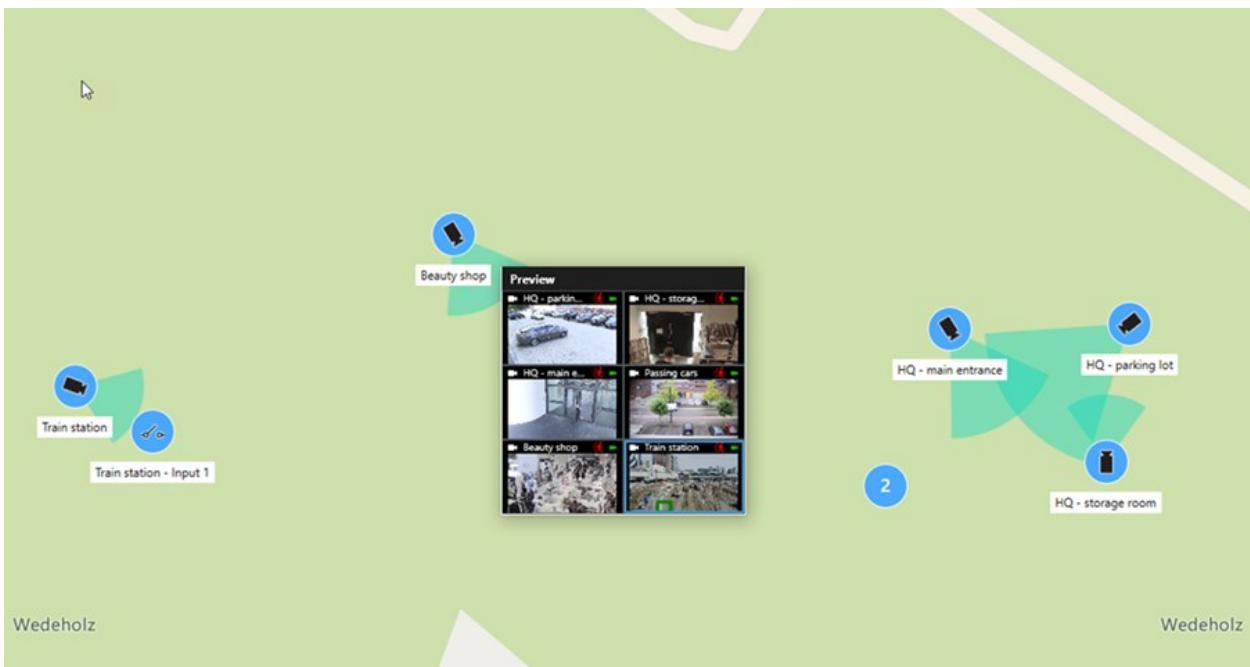 Beauty shop
Preview
HQ - parkin...
HQ - storag...
HQ - main e...
Passing cars
Beauty shop
Train station
HQ - main entrance
HQ - parking lot
Train station
Train station - Input 1
2
HQ - storage room
Wedeholz
Wedeholz